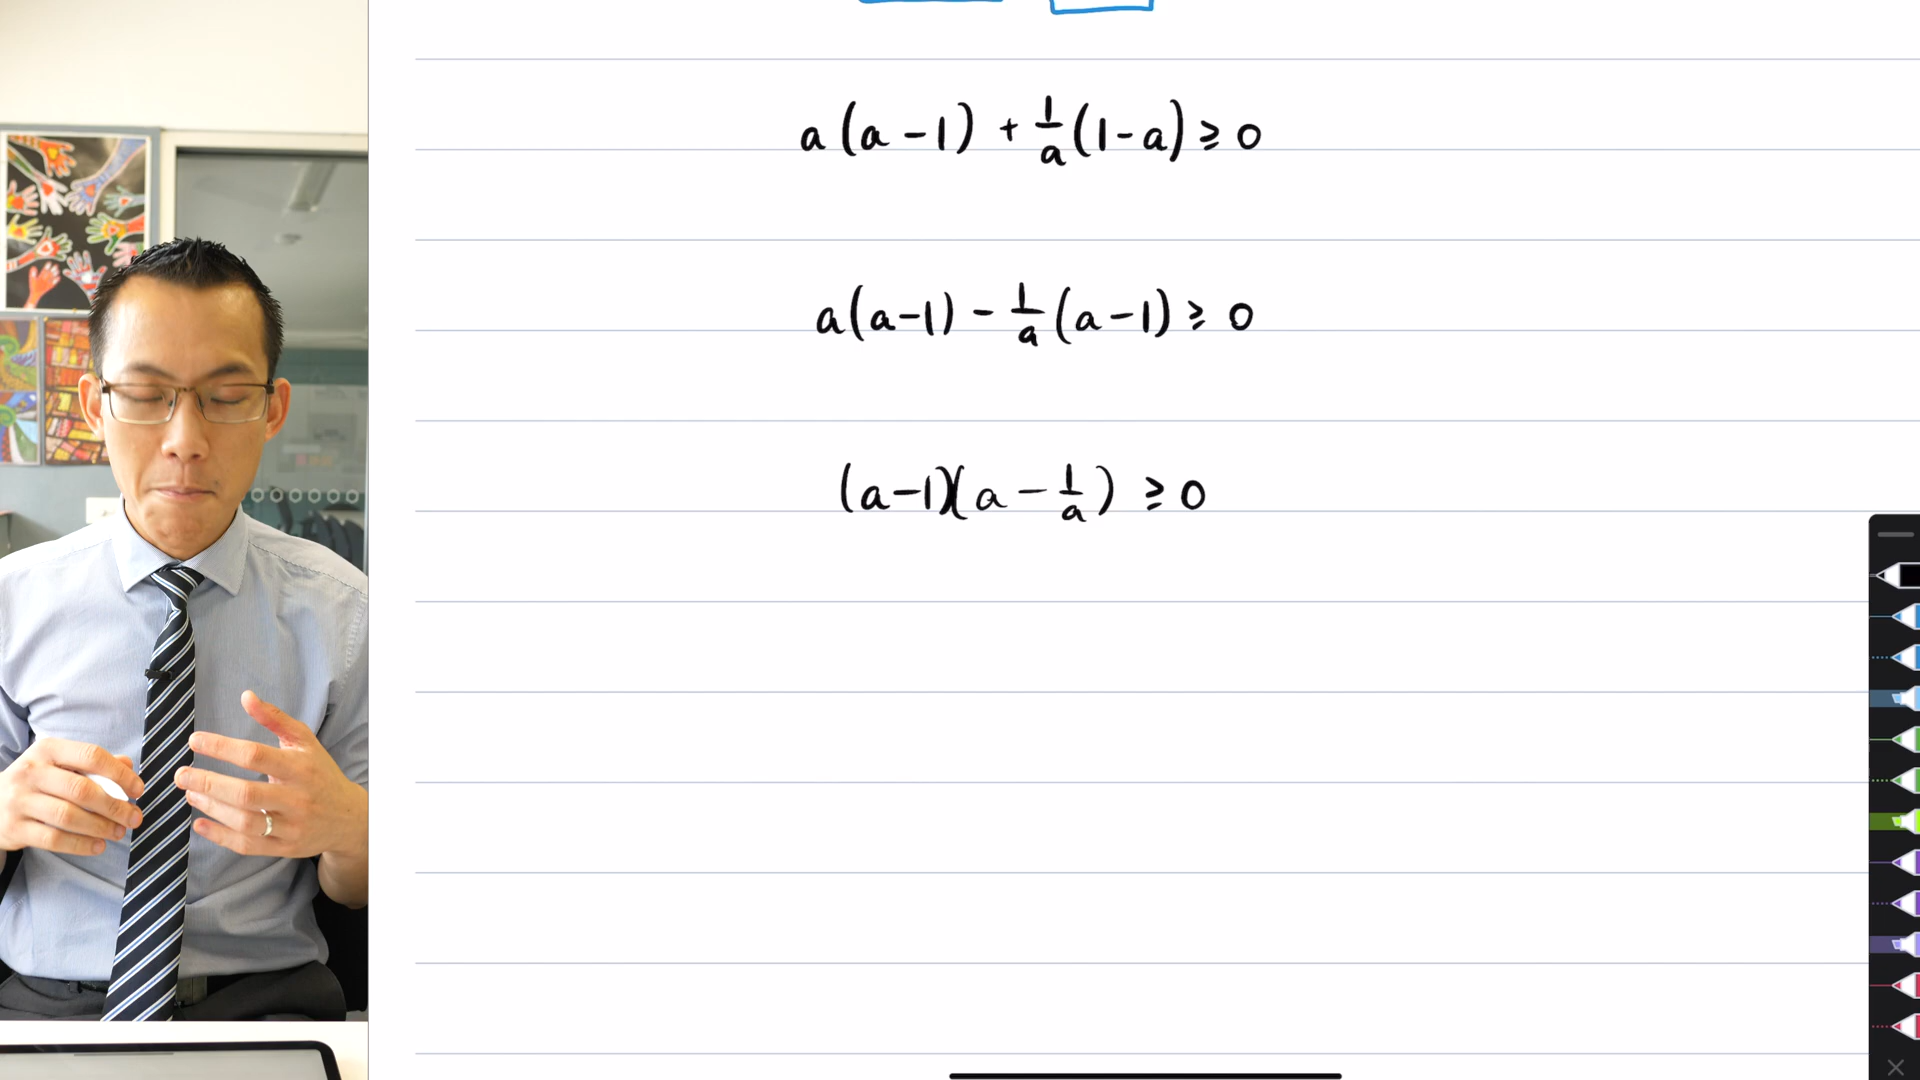 a(a-1) + 1/a(1-a) ≥ 0
a(a-1) - 1/a(a-1) ≥ 0
(a-1)(a - 1/a) ≥ 0